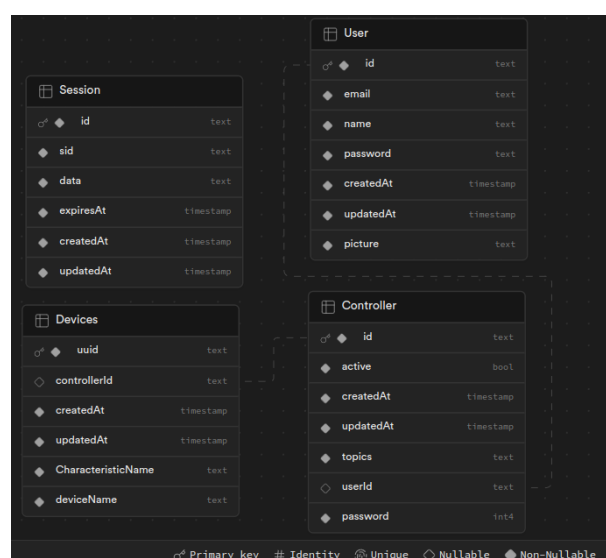 User
id text
email text
name text
password text
createdAt timestamp
updatedAt timestamp
picture text
Session
id text
sid text
data text
expiresAt timestamp
createdAt timestamp
updatedAt timestamp
Devices
uuid text
controllerId text
createdAt timestamp
updatedAt timestamp
CharacteristicName text
deviceName text
Controller
id text
active bool
createdAt timestamp
updatedAt timestamp
topics text
userId text
password int4
Primary key # Identity Unique Nullable Non-Nullable